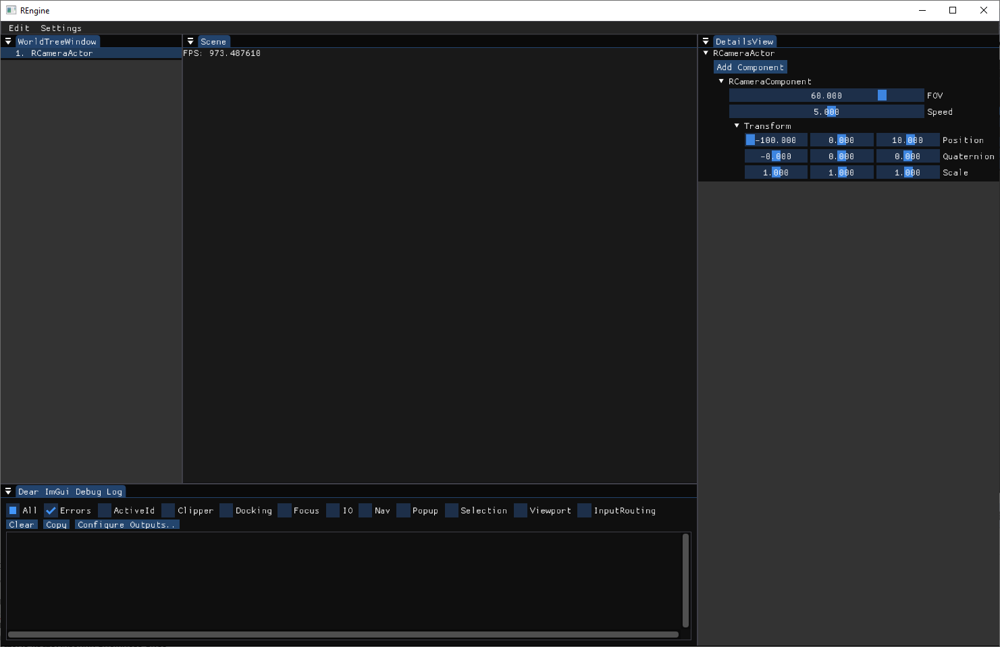 REngine
Edit Settings
WorldTreeWindow
1. RCameraActor
Scene
FPS: 973.487610
DetailsView
RCameraActor
Add Component
RCameraComponent
60.000 FOV
5.000 Speed
Transform
-100.000 0.000 10.000 Position
-0.000 0.000 0.000 Quaternion
1.000 1.000 1.000 Scale
Dear ImGui Debug Log
All Errors ActiveId Clipper Docking Focus IO Nav Popup Selection Viewport InputRouting
Clear Copy Configure Outputs..